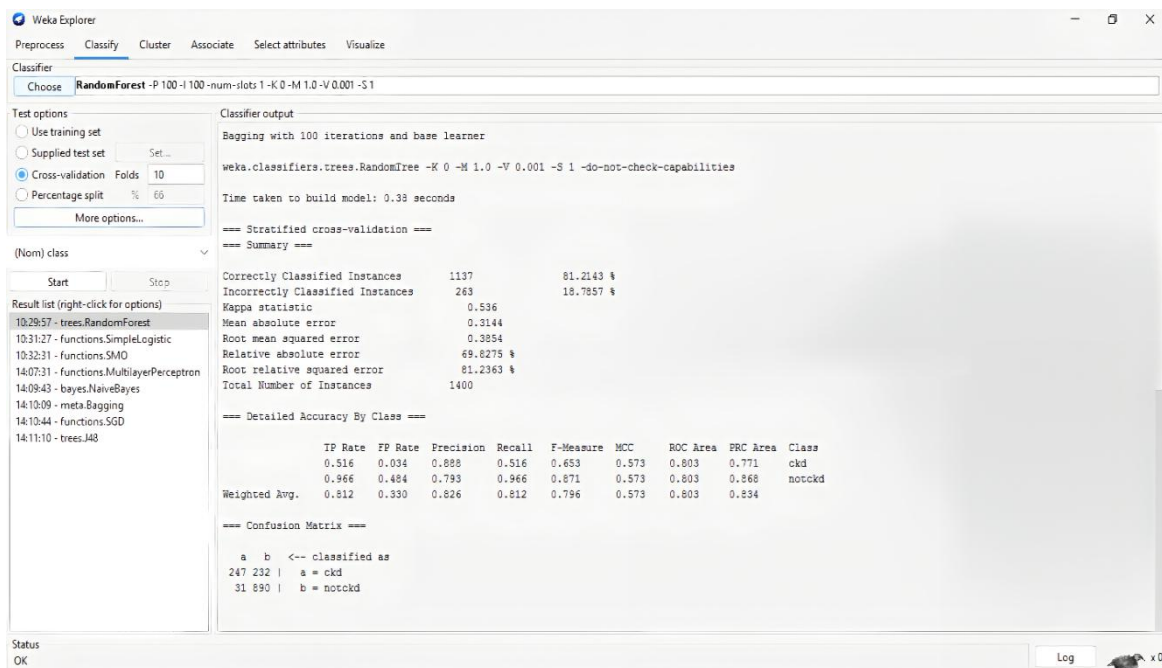 Weka Explorer
Preprocess Classify Cluster Associate Select attributes Visualize
Classifier
Choose RandomForest -P 100 -I 100 -num-slots 1 -K 0 -M 1.0 -V 0.001 -S 1
Test options
Use training set
Supplied test set Set...
Cross-validation Folds 10
Percentage split % 66
More options...
(Nom) class
Start Stop
Result list (right-click for options)
10:29:57 - trees.RandomForest
10:31:27 - functions.SimpleLogistic
10:32:31 - functions.SMO
14:07:31 - functions.MultilayerPerceptron
14:09:43 - bayes.NaiveBayes
14:10:09 - meta.Bagging
14:10:44 - functions.SGD
14:11:10 - trees.J48
Classifier output
Bagging with 100 iterations and base learner
weka.classifiers.trees.RandomTree -K 0 -M 1.0 -V 0.001 -S 1 -do-not-check-capabilities
Time taken to build model: 0.38 seconds
=== Stratified cross-validation ===
=== Summary ===
Correctly Classified Instances 1137 81.2143 %
Incorrectly Classified Instances 263 18.7857 %
Kappa statistic 0.536
Mean absolute error 0.3144
Root mean squared error 0.3854
Relative absolute error 69.8275 %
Root relative squared error 81.2363 %
Total Number of Instances 1400
=== Detailed Accuracy By Class ===
TP Rate FP Rate Precision Recall F-Measure MCC ROC Area PRC Area Class
0.516 0.034 0.888 0.516 0.653 0.573 0.803 0.771 ckd
0.966 0.484 0.793 0.966 0.871 0.573 0.803 0.868 notckd
Weighted Avg. 0.812 0.330 0.826 0.812 0.796 0.573 0.803 0.834
=== Confusion Matrix ===
a b <-- classified as
247 232 | a = ckd
31 890 | b = notckd
Status
OK
Log x 0